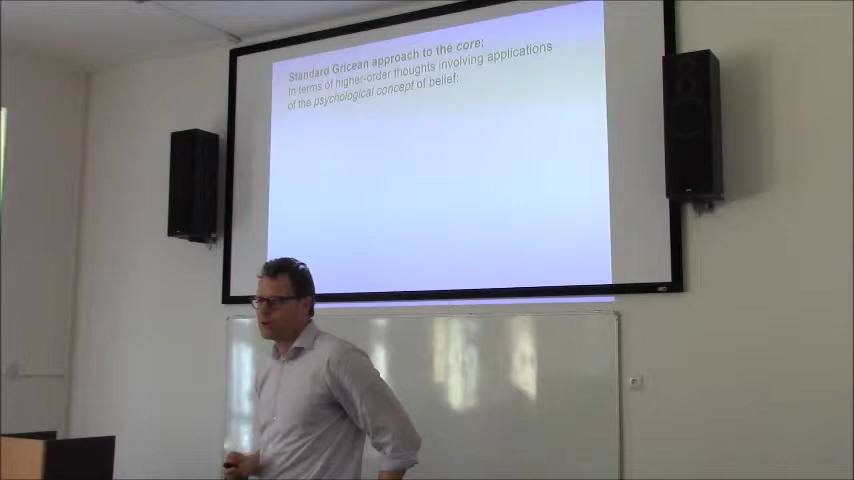 Standard Gricean approach to the core:
In terms of higher-order thoughts involving applications
of the psychological concept of belief: